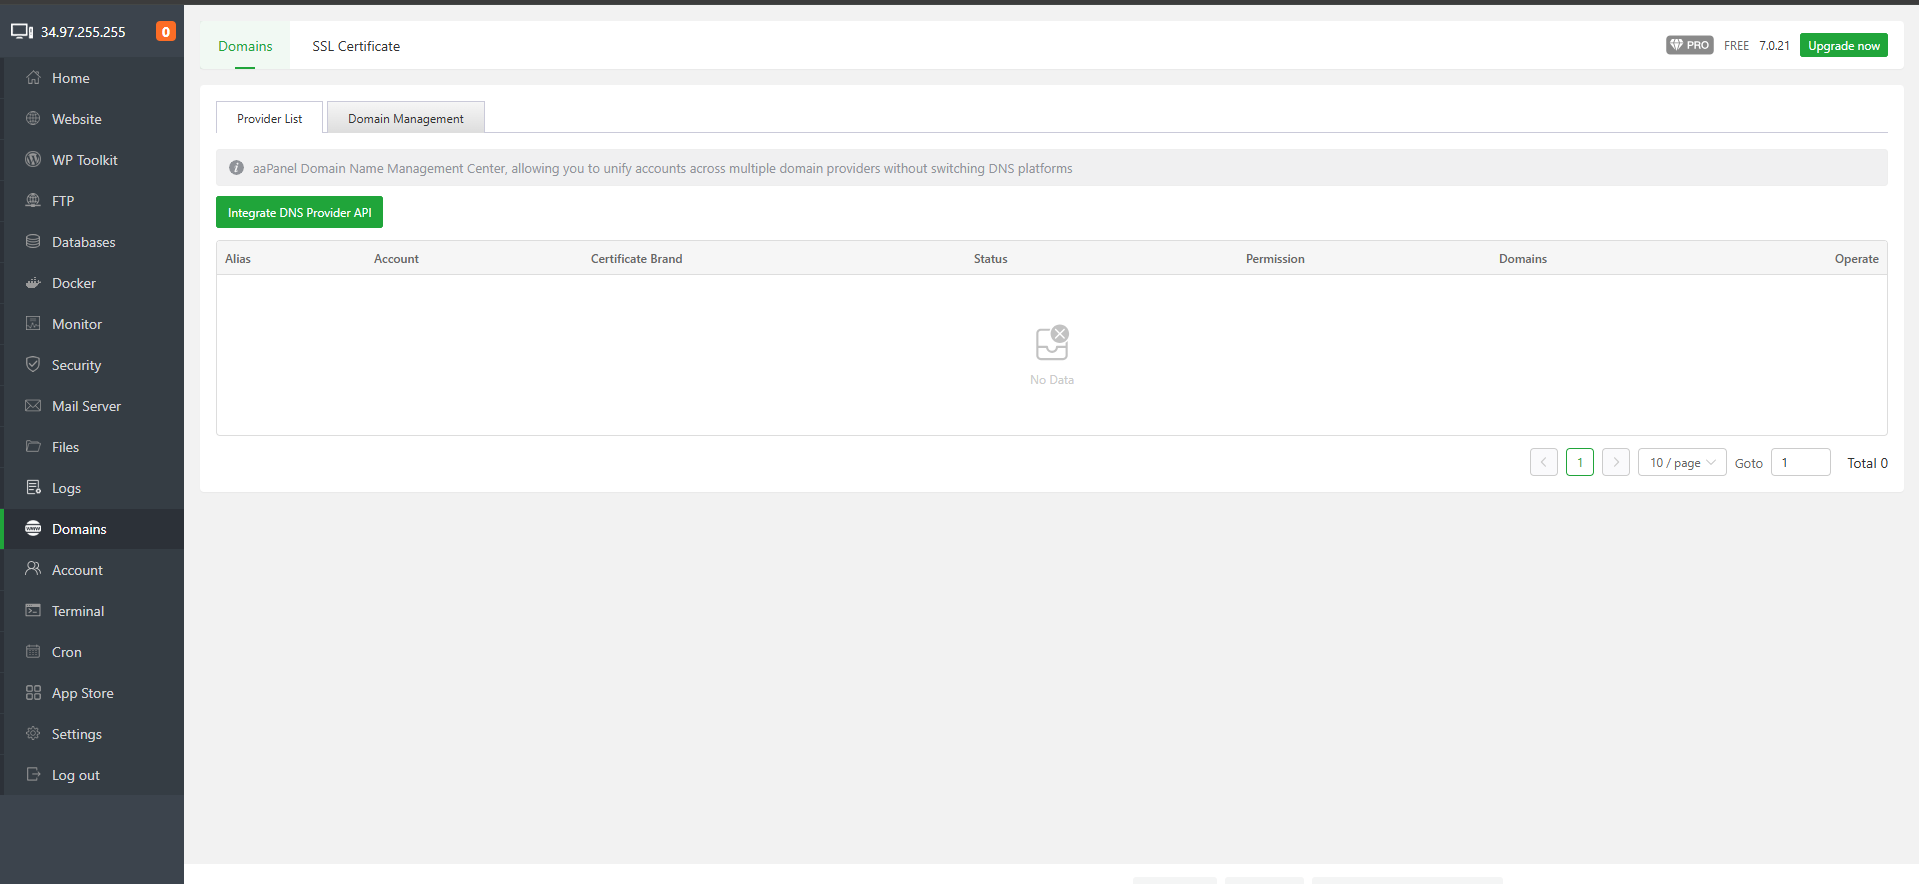 34.97.255.255
0
Home
Website
WP Toolkit
FTP
Databases
Docker
Monitor
Security
Mail Server
Files
Logs
Domains
Account
Terminal
Cron
App Store
Settings
Log out
Domains SSL Certificate
PRO FREE 7.0.21 Upgrade now
Provider List Domain Management
aaPanel Domain Name Management Center, allowing you to unify accounts across multiple domain providers without switching DNS platforms
Integrate DNS Provider API
Alias Account Certificate Brand Status Permission Domains Operate
No Data
1 10 / page Goto 1 Total 0